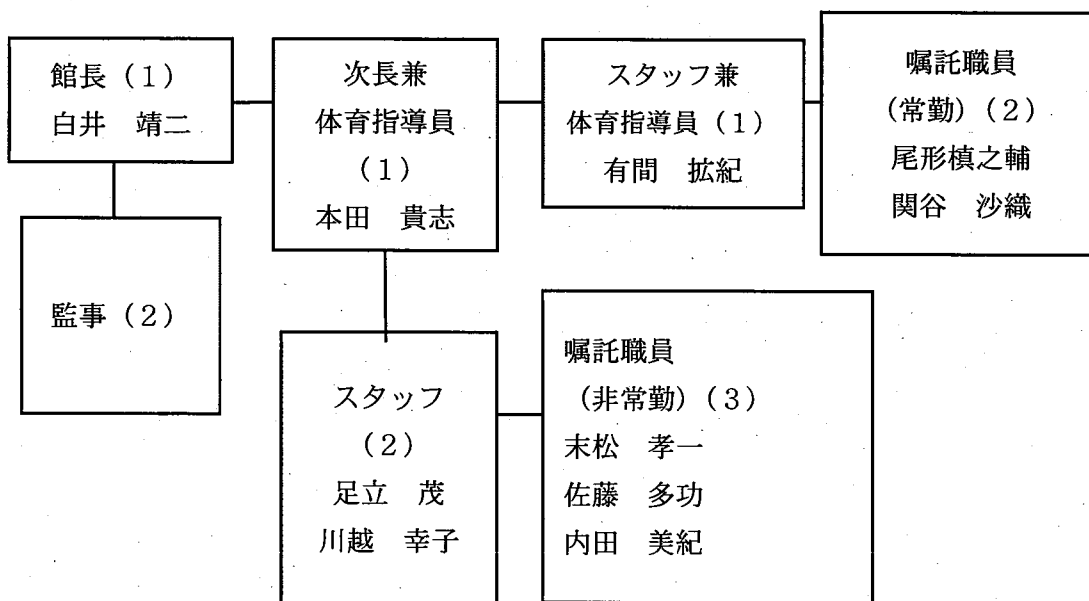 館長（１）
白井　靖二
次長兼
体育指導員
（１）
本田　貴志
スタッフ兼
体育指導員（１）
有間　拡紀
嘱託職員
（常勤）（２）
尾形槙之輔
関谷　沙織
監事（２）
スタッフ
（２）
足立　茂
川越　幸子
嘱託職員
（非常勤）（３）
末松　孝一
佐藤　多功
内田　美紀